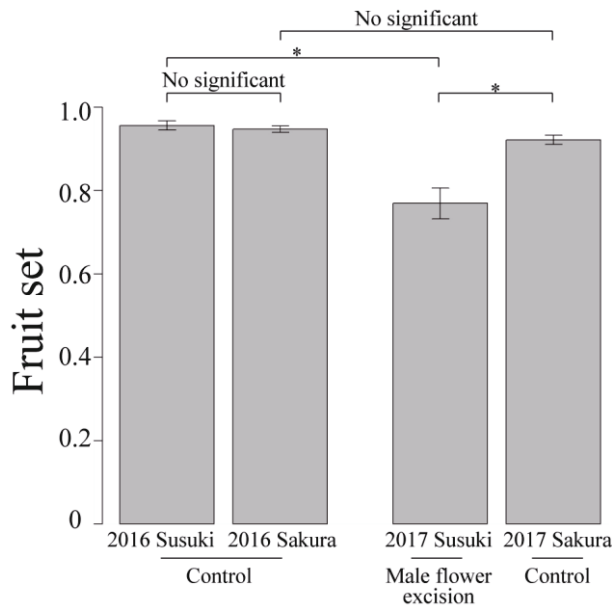 No significant
*
No significant
*
1.0
0.8
0.6
0.4
0.2
0
Fruit set
2016 Susuki 2016 Sakura 2017 Susuki 2017 Sakura
Control
Male flower
excision
Control